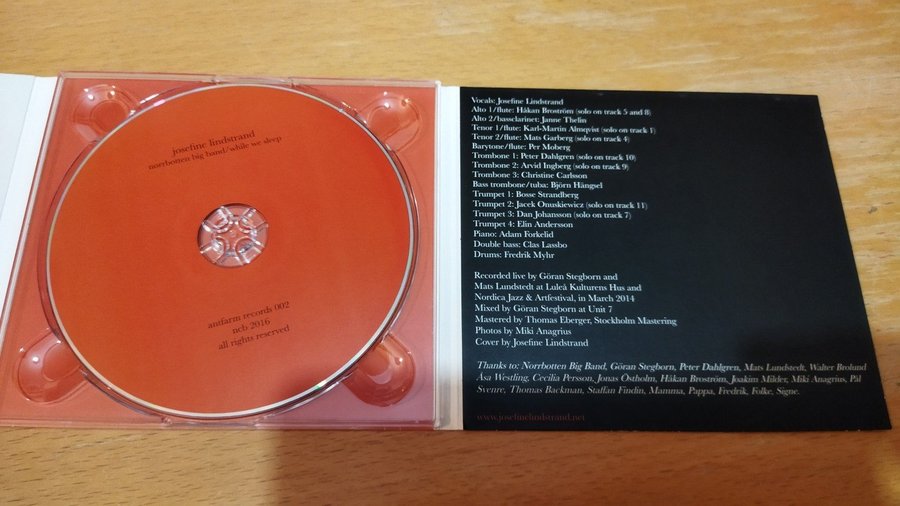 josefine lindstrand
norrbotten big band/while we sleep
antfarm records 002
ncb 2016
all rights reserved
Vocals: Josefine Lindstrand
Alto 1/flute: Håkan Broström (solo on track 5 and 8)
Alto 2/bassclarinet: Janne Thelin
Tenor 1/flute: Karl-Martin Almqvist (solo on track 1)
Tenor 2/flute: Mats Garberg (solo on track 4)
Barytone/flute: Per Moberg
Trombone 1: Peter Dahlgren (solo on track 10)
Trombone 2: Arvid Ingberg (solo on track 9)
Trombone 3: Christine Carlsson
Bass trombone/tuba: Björn Hängsel
Trumpet 1: Bosse Strandberg
Trumpet 2: Jacek Onuskiewicz (solo on track 11)
Trumpet 3: Dan Johansson (solo on track 7)
Trumpet 4: Elin Andersson
Piano: Adam Forkelid
Double bass: Clas Lassbo
Drums: Fredrik Myhr
Recorded live by Göran Stegborn and
Mats Lundstedt at Luleå Kulturens Hus and
Nordica Jazz & Artfestival, in March 2014
Mixed by Göran Stegborn at Unit 7
Mastered by Thomas Eberger, Stockholm Mastering
Photos by Miki Anagrius
Cover by Josefine Lindstrand
Thanks to: Norrbotten Big Band, Göran Stegborn, Peter Dahlgren, Mats Lundstedt, Walter Brolund
Åsa Westling, Cecilia Persson, Jonas Östholm, Håkan Broström, Joakim Milder, Miki Anagrius, Pål
Svenre, Thomas Backman, Staffan Findin, Mamma, Pappa, Fredrik, Folke, Signe.
www.josefinelindstrand.net